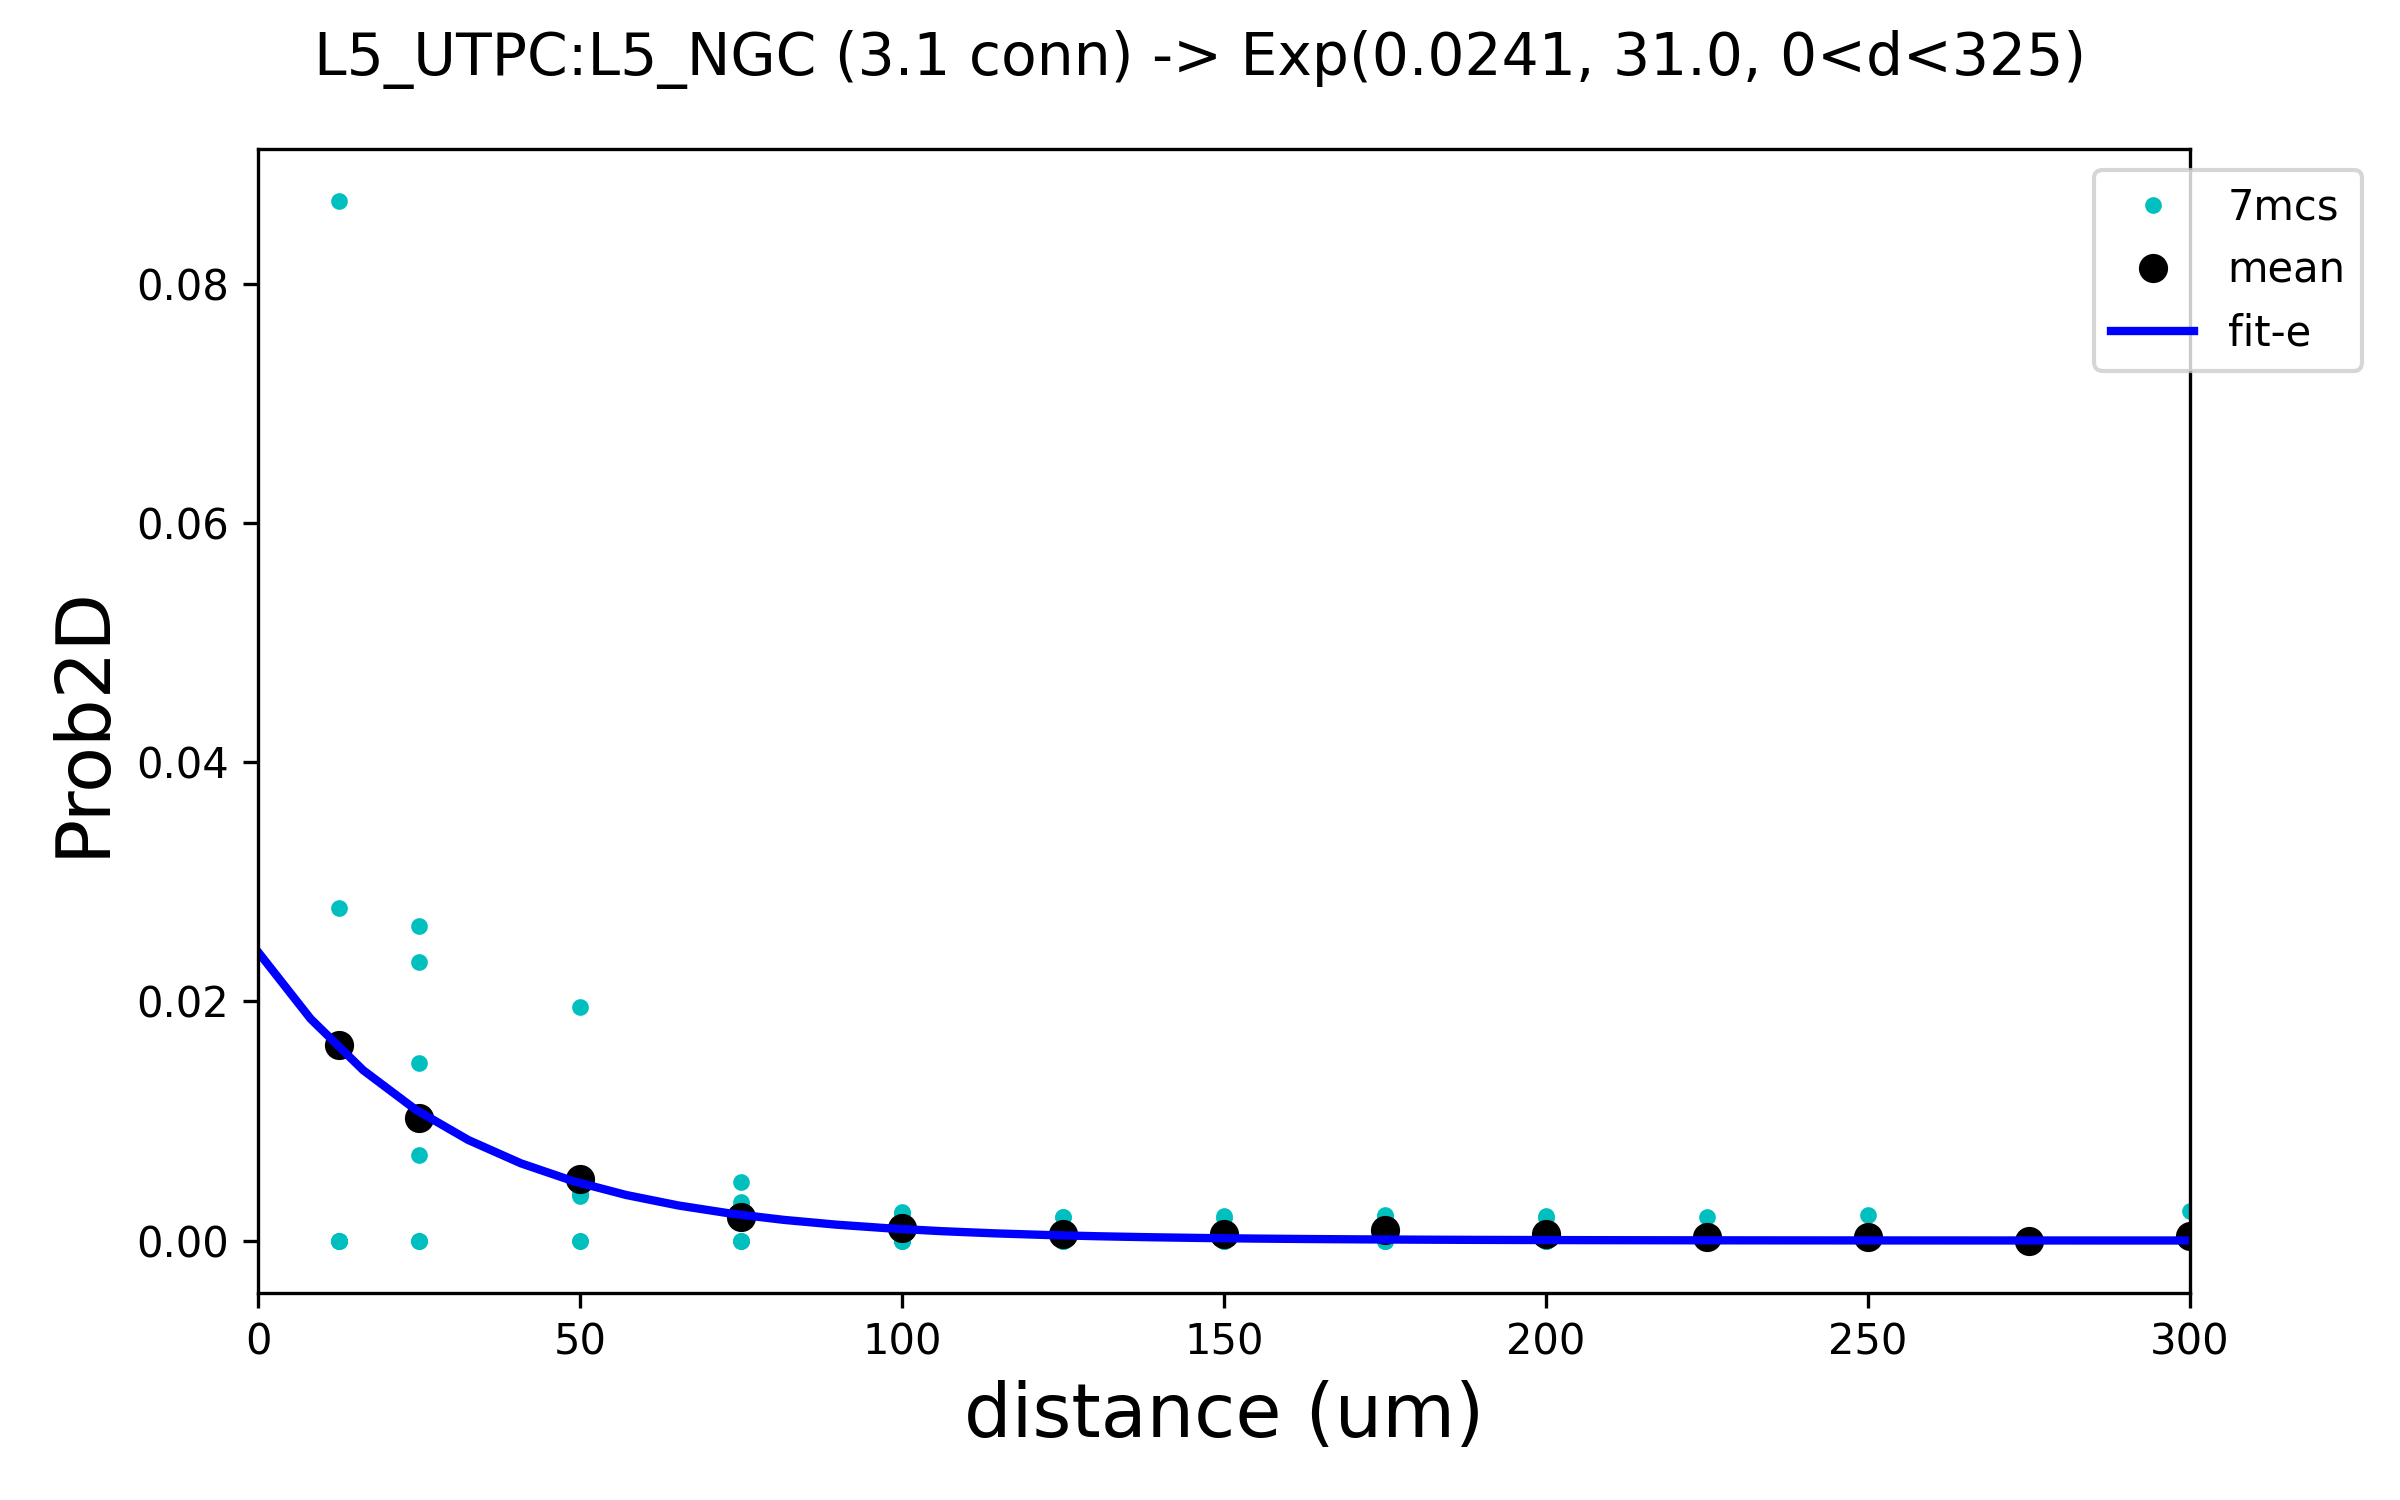 L5_UTPC:L5_NGC (3.1 conn) -> Exp(0.0241, 31.0, 0<d<325)
7mcs
mean
fit-e
Prob2D
0.08
0.06
0.04
0.02
0.00
0 50 100 150 200 250 300
distance (um)